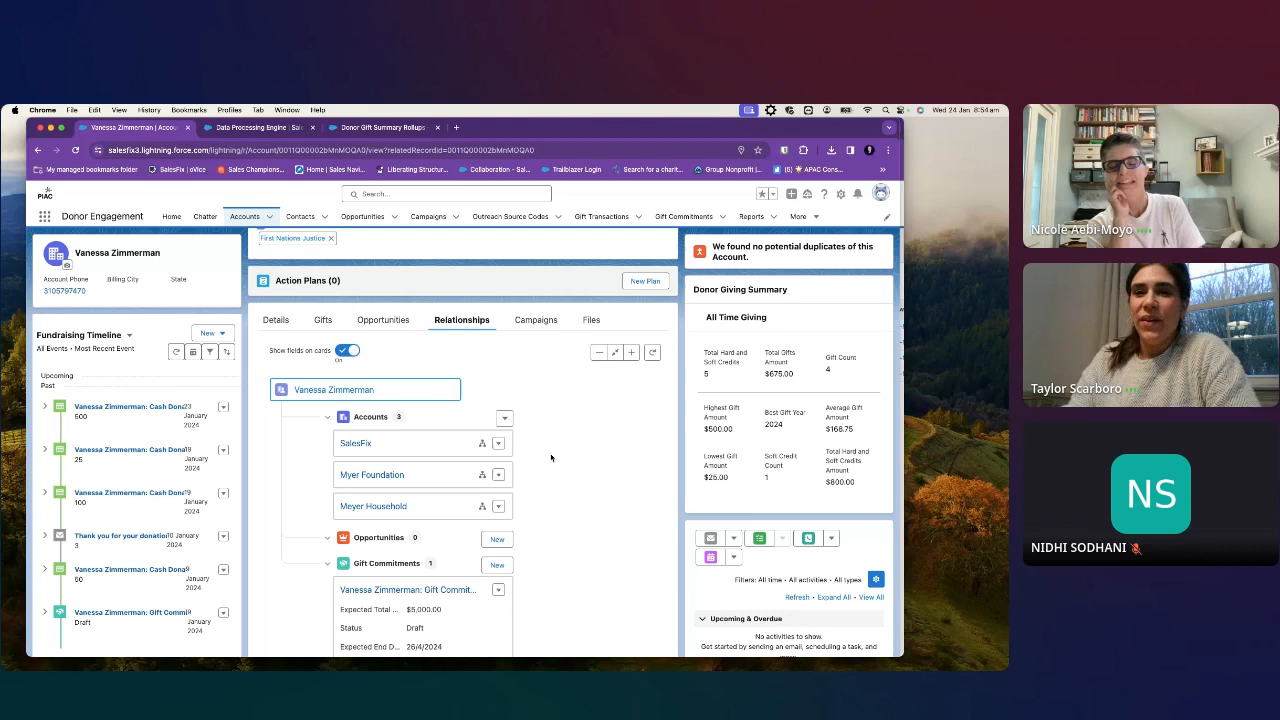 Chrome File Edit View History Bookmarks Profiles Tab Window Help
Wed 24 Jan 8:54am
Vanessa Zimmerman | Accou
Data Processing Engine | Sale
Donor Gift Summary Rollups
salesfix3.lightning.force.com/lightning/r/Account/0011Q00002bMnMOQA0/view?relatedRecordId=0011Q00002bMnMOQA0
My managed bookmarks folder
SalesFix | oVice
Sales Champions...
Home | Sales Navi...
Liberating Structur...
Collaboration - Sal...
Trailblazer Login
Search for a charit...
Group Nonprofit |...
(5) APAC Cons...
PIAC
Search...
Donor Engagement
Home
Chatter
Accounts
Contacts
Opportunities
Campaigns
Outreach Source Codes
Gift Transactions
Gift Commitments
Reports
More
Vanessa Zimmerman
Account Phone
Billing City
State
3105797470
Fundraising Timeline
New
All Events • Most Recent Event
Upcoming
Past
Vanessa Zimmerman: Cash Dona
23 January 2024
500
Vanessa Zimmerman: Cash Dona
19 January 2024
25
Vanessa Zimmerman: Cash Dona
19 January 2024
100
Thank you for your donation
10 January 2024
3
Vanessa Zimmerman: Cash Dona
9 January 2024
50
Vanessa Zimmerman: Gift Commi
9 January 2024
Draft
First Nations Justice
Action Plans (0)
New Plan
Details
Gifts
Opportunities
Relationships
Campaigns
Files
Show fields on cards
On
Vanessa Zimmerman
Accounts 3
SalesFix
Myer Foundation
Meyer Household
Opportunities 0
New
Gift Commitments 1
New
Vanessa Zimmerman: Gift Commit...
Expected Total ... $5,000.00
Status Draft
Expected End D... 26/4/2024
We found no potential duplicates of this
Account.
Donor Giving Summary
All Time Giving
Total Hard and Soft Credits
5
Total Gifts Amount
$675.00
Gift Count
4
Highest Gift Amount
$500.00
Best Gift Year
2024
Average Gift Amount
$168.75
Lowest Gift Amount
$25.00
Soft Credit Count
1
Total Hard and Soft Credits Amount
$800.00
Filters: All time • All activities • All types
Refresh • Expand All • View All
Upcoming & Overdue
No activities to show.
Get started by sending an email, scheduling a task, and
Nicole Aebi-Moyo
Taylor Scarboro
NS
NIDHI SODHANI